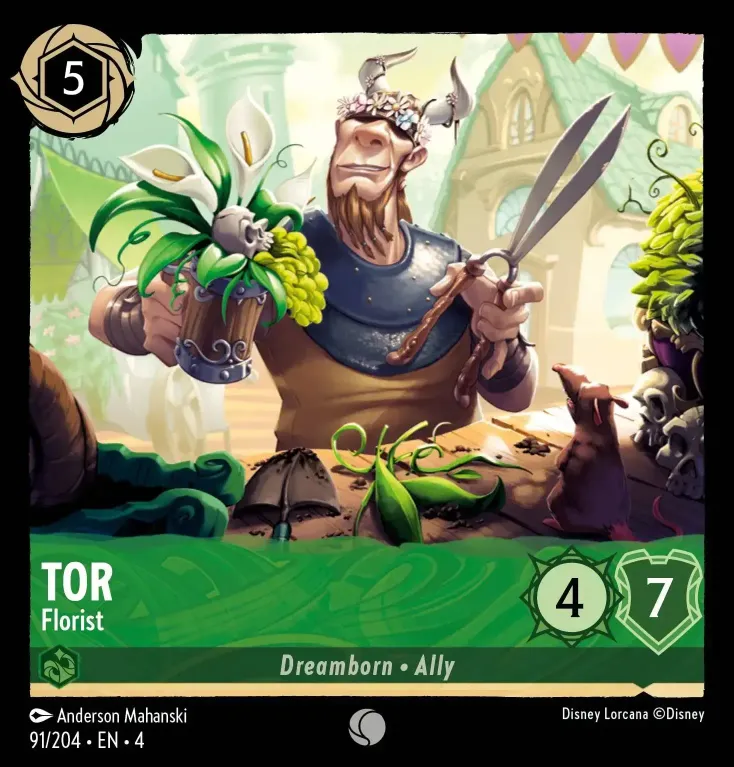 5
TOR
Florist
4
7
Dreamborn • Ally
Anderson Mahanski
Disney Lorcana ©Disney
91/204 • EN • 4